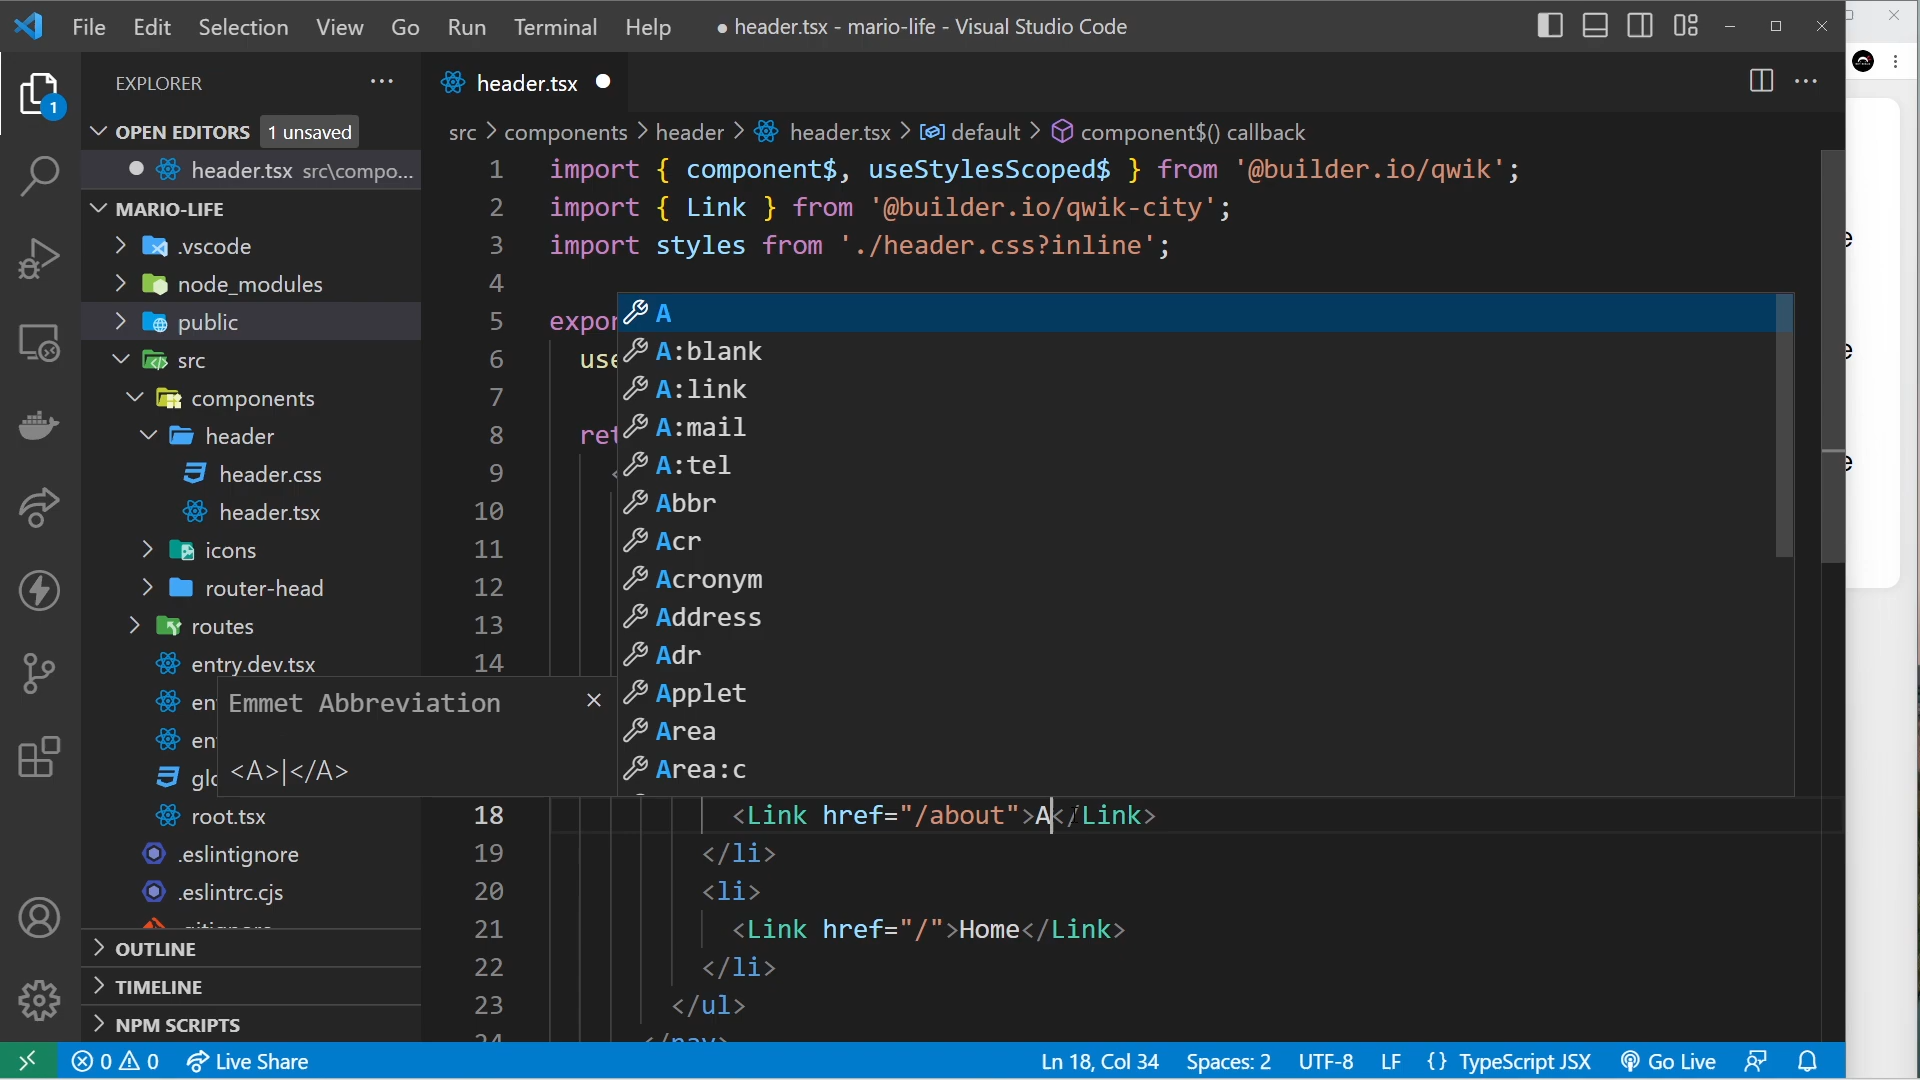 File Edit Selection View Go Run Terminal Help
● header.tsx - mario-life - Visual Studio Code
EXPLORER
1
OPEN EDITORS 1 unsaved
header.tsx src\compo...
MARIO-LIFE
.vscode
node_modules
public
src
components
header
header.css
header.tsx
icons
router-head
routes
entry.dev.tsx
en
en
glo
root.tsx
.eslintignore
.eslintrc.cjs
OUTLINE
TIMELINE
NPM SCRIPTS
header.tsx
src > components > header > header.tsx > default > component$() callback
1 import { component$, useStylesScoped$ } from '@builder.io/qwik';
2 import { Link } from '@builder.io/qwik-city';
3 import styles from './header.css?inline';
4
5 expor
6 use
7
8 ret
9 <
10
11
12
13
14
A
A:blank
A:link
A:mail
A:tel
Abbr
Acr
Acronym
Address
Adr
Applet
Area
Area:c
Emmet Abbreviation
<A>|</A>
18 <Link href="/about">A</Link>
19 </li>
20 <li>
21 <Link href="/">Home</Link>
22 </li>
23 </ul>
24 </nav>
0 0 Live Share
Ln 18, Col 34 Spaces: 2 UTF-8 LF {} TypeScript JSX Go Live